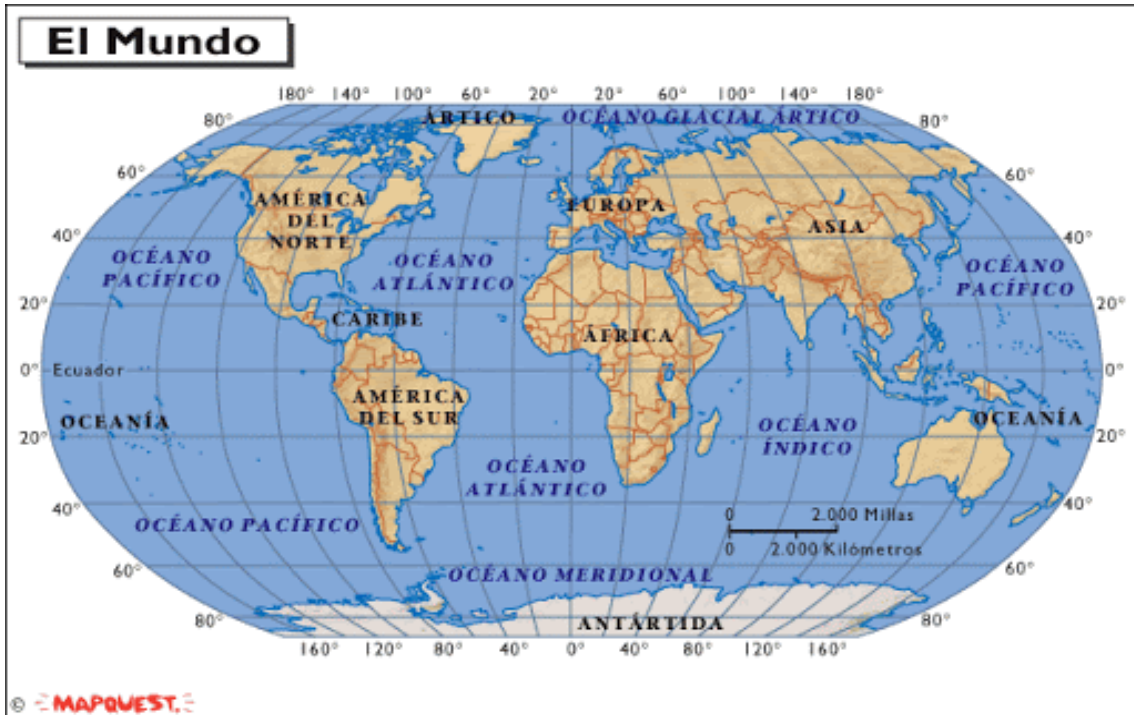 El Mundo
180° 140° 100° 60° 20° 20° 60° 100° 140° 180°
80° ÁRTICO OCÉANO GLACIAL ÁRTICO 80°
60° 60°
AMÉRICA
DEL
NORTE
EUROPA
ASIA
40° 40°
OCÉANO
PACÍFICO
OCÉANO
ATLÁNTICO
OCÉANO
PACÍFICO
20° 20°
CARIBE
ÁFRICA
0° Ecuador 0°
AMÉRICA
DEL SUR
OCEANÍA
OCEANÍA
20° 20°
OCÉANO
ÍNDICO
OCÉANO
ATLÁNTICO
40° 40°
OCÉANO PACÍFICO
0 2.000 Millas
0 2.000 Kilómetros
60° 60°
OCÉANO MERIDIONAL
80° 80°
ANTÁRTIDA
160° 120° 80° 40° 0° 40° 80° 120° 160°
© MAPQUEST.